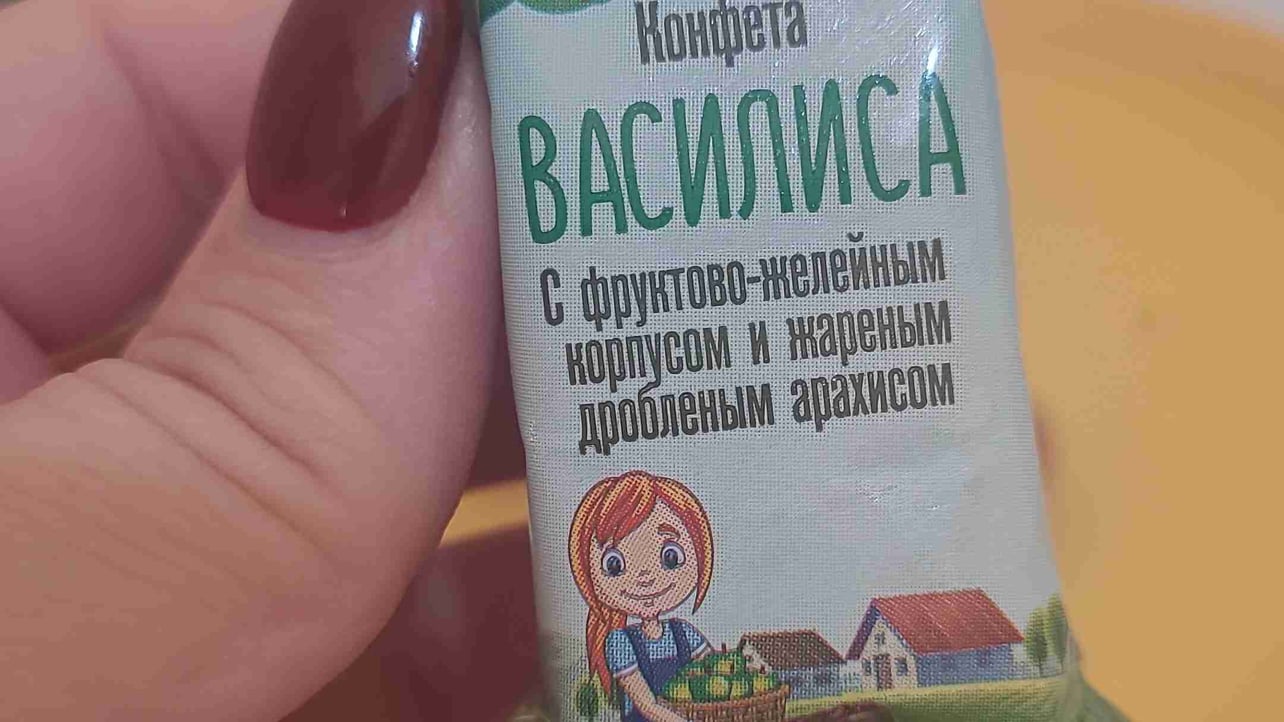 Конфета
ВАСИЛИСА
С фруктово-желейным
корпусом и жареным
дробленым арахисом